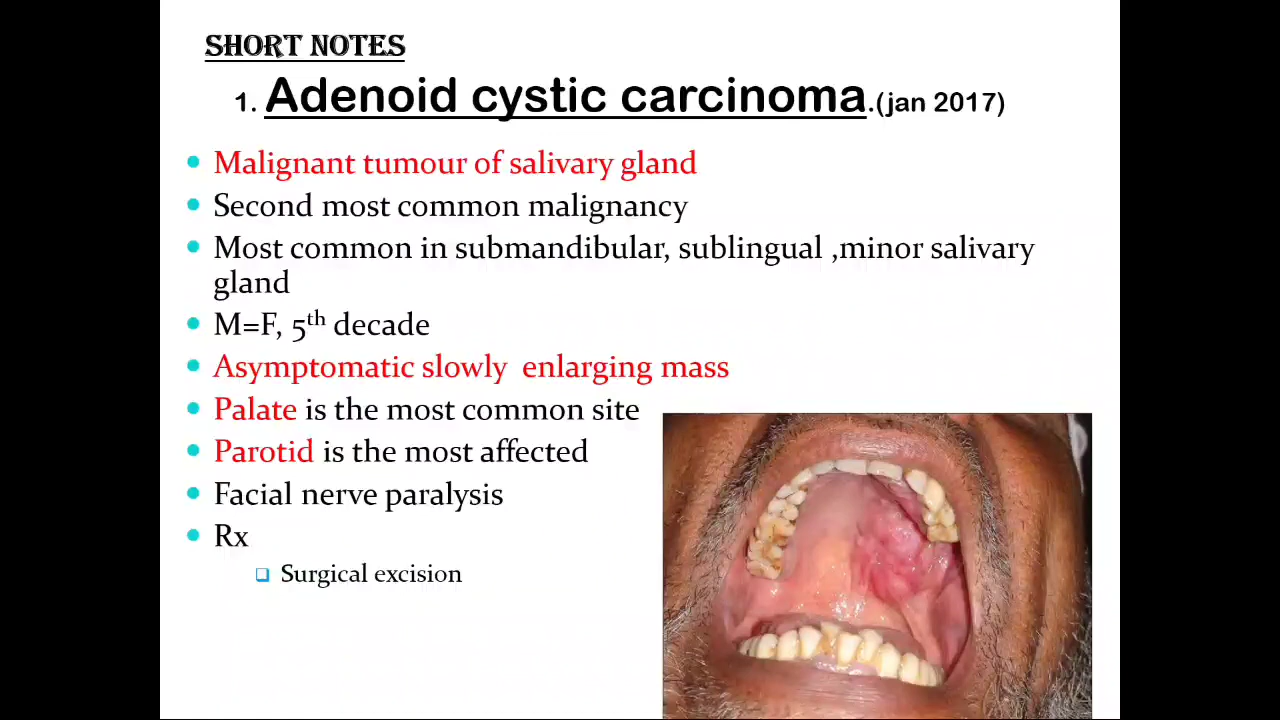 SHORT NOTES
1. Adenoid cystic carcinoma.(jan 2017)
• Malignant tumour of salivary gland
• Second most common malignancy
• Most common in submandibular, sublingual ,minor salivary
gland
• M=F, 5th decade
• Asymptomatic slowly enlarging mass
• Palate is the most common site
• Parotid is the most affected
• Facial nerve paralysis
• Rx
❑ Surgical excision